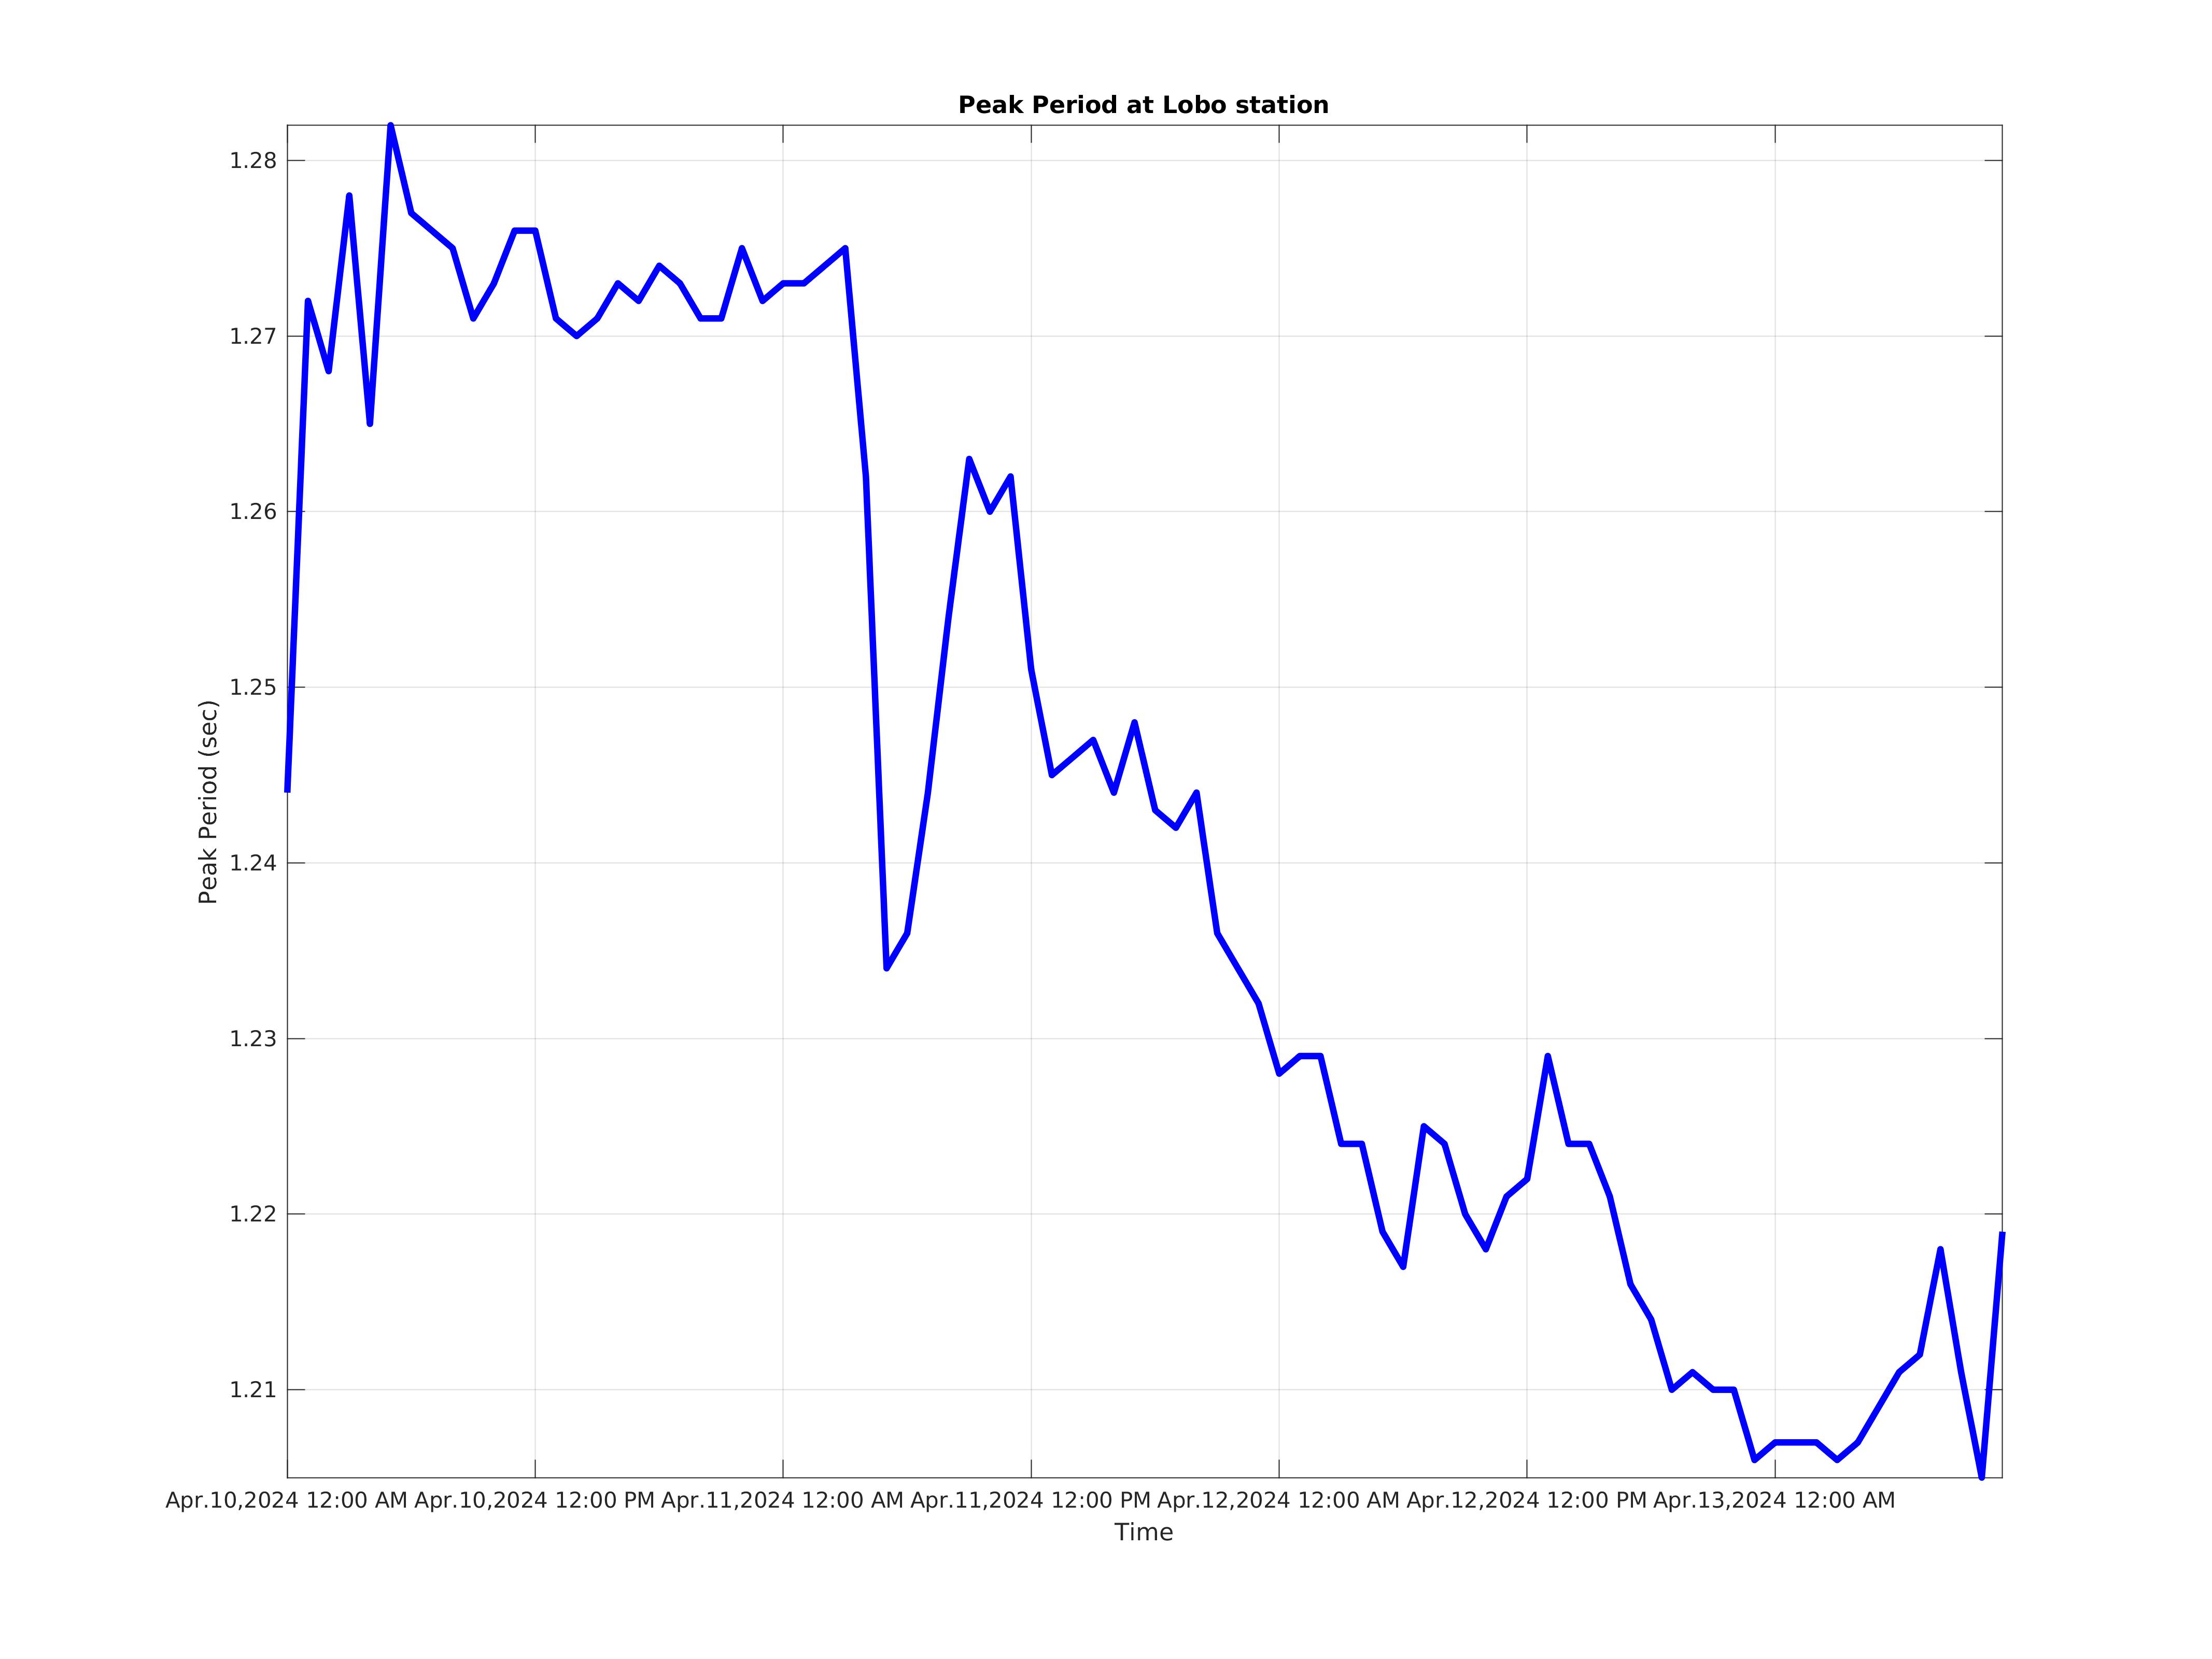 Peak Period at Lobo station
1.28
1.27
1.26
1.25
1.24
1.23
1.22
1.21
Peak Period (sec)
Apr.10,2024 12:00 AM Apr.10,2024 12:00 PM Apr.11,2024 12:00 AM Apr.11,2024 12:00 PM Apr.12,2024 12:00 AM Apr.12,2024 12:00 PM Apr.13,2024 12:00 AM
Time